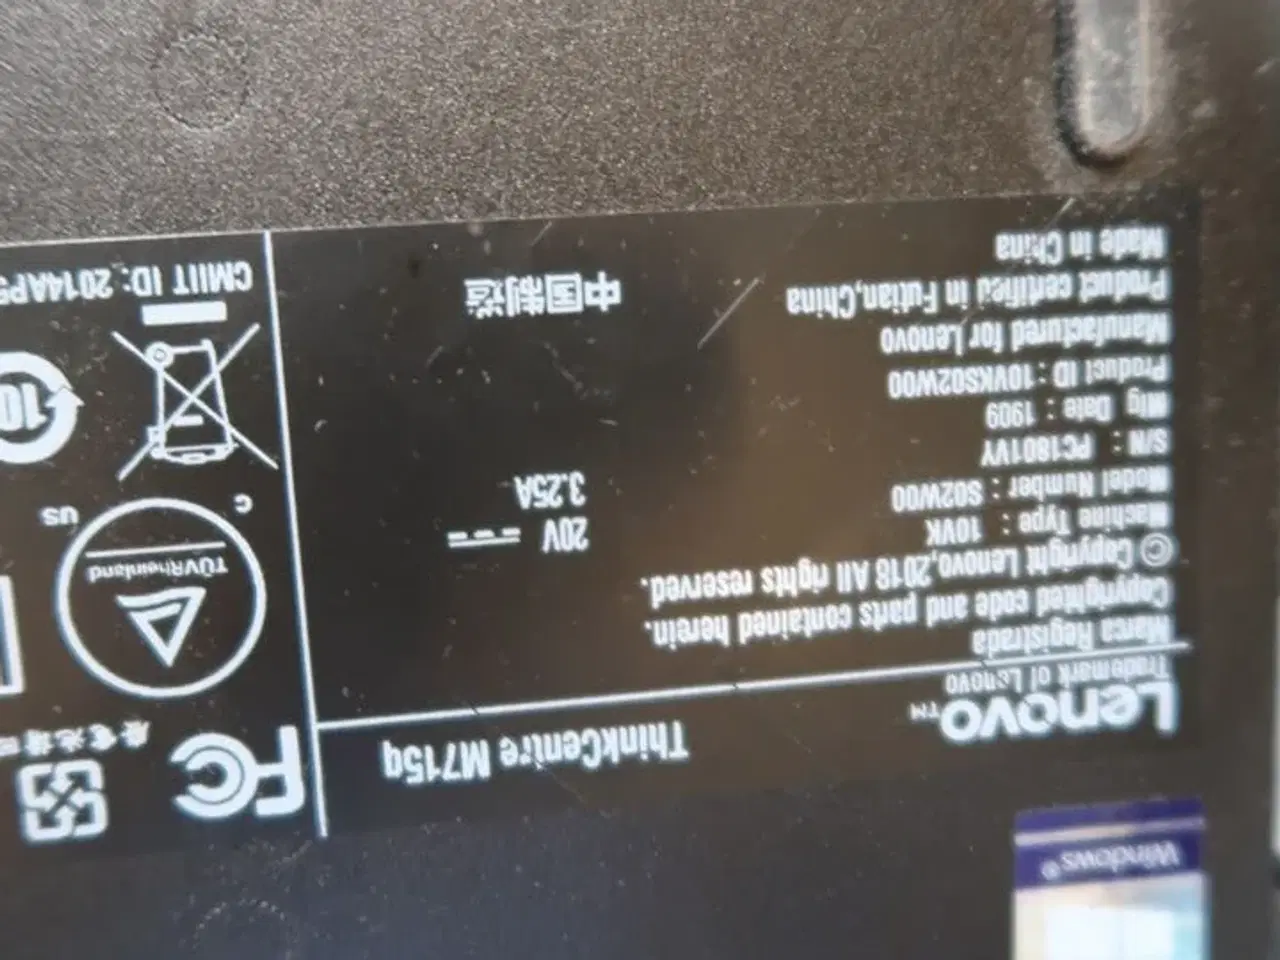 Lenovo™
ThinkCentre M715q
Trademark of Lenovo
Marca Registrada
Copyrighted code and parts contained herein.
© Copyright Lenovo,2018 All rights reserved.
Machine Type : 10VK
Model Number : S02W00
S/N : PC1801VY
Mfg Date : 1909
Product ID : 10VKS02W00
Manufactured for Lenovo
Product certified in Futian,China
Made in China
20V
3.25A
中国制造
FC
TÜVRheinland
C US
10
CMIIT ID: 2014AP5
Windows®